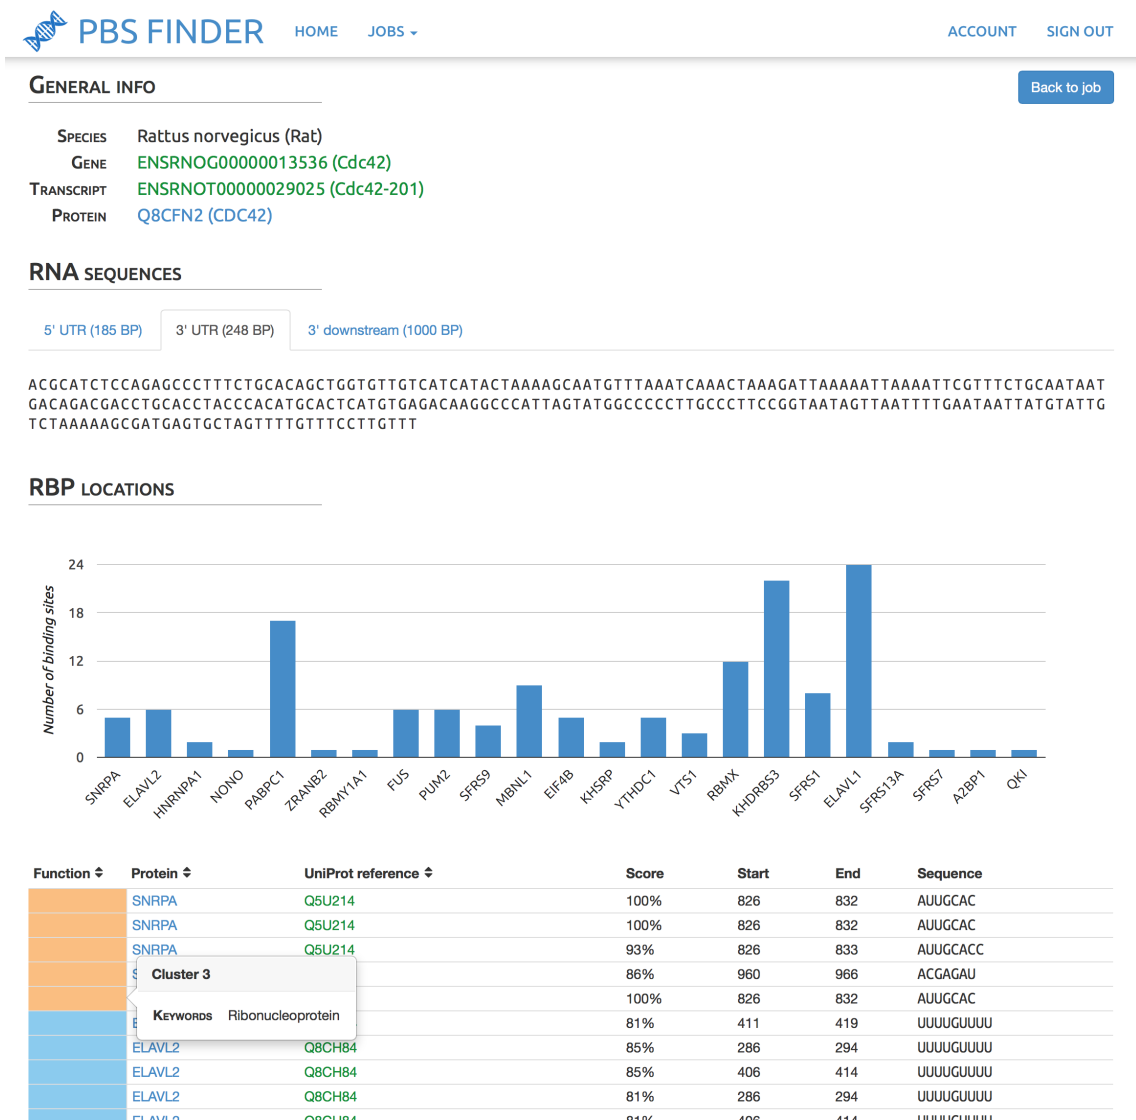 PBS FINDER HOME JOBS ACCOUNT SIGN OUT
GENERAL INFO
Back to job
SPECIES Rattus norvegicus (Rat)
GENE ENSRNOG00000013536 (Cdc42)
TRANSCRIPT ENSRNOT00000029025 (Cdc42-201)
PROTEIN Q8CFN2 (CDC42)
RNA SEQUENCES
5' UTR (185 BP) 3' UTR (248 BP) 3' downstream (1000 BP)
ACGCATCTCCAGAGCCCTTTCTGCACAGCTGGTGTTGTCATCATACTAAAAGCAATGTTTAAATCAAACTAAAGATTAAAAATTAAAATTCGTTTCTGCAATAAT
GACAGACGACCTGCACCTACCCACATGCACTCATGTGAGACAAGGCCCATTAGTATGGCCCCCTTGCCCTTCCGGTAATAGTTAATTTTGAATAATTATGTATTG
TCTAAAAAGCGATGAGTGCTAGTTTTGTTTCCTTGTTT
RBP LOCATIONS
Number of binding sites
24
18
12
6
0
SNRPA ELAVL2 HNRNPA1 NONO PABPC1 ZRANB2 RBMY1A1 FUS PUM2 SFRS9 MBNL1 EIF4B KHSRP YTHDC1 VTS1 RBMX KHDRBS3 SFRS1 ELAVL1 SFRS13A SFRS7 A2BP1 QKI
Function Protein UniProt reference Score Start End Sequence
SNRPA Q5U214 100% 826 832 AUUGCAC
SNRPA Q5U214 100% 826 832 AUUGCAC
SNRPA Q5U214 93% 826 833 AUUGCACC
Cluster 3 86% 960 966 ACGAGAU
100% 826 832 AUUGCAC
KEYWORDS Ribonucleoprotein 81% 411 419 UUUUGUUUU
ELAVL2 Q8CH84 85% 286 294 UUUUGUUUU
ELAVL2 Q8CH84 85% 406 414 UUUUGUUUU
ELAVL2 Q8CH84 81% 286 294 UUUUGUUUU
ELAVL2 Q8CH84 81% 406 414 UUUUGUUUU